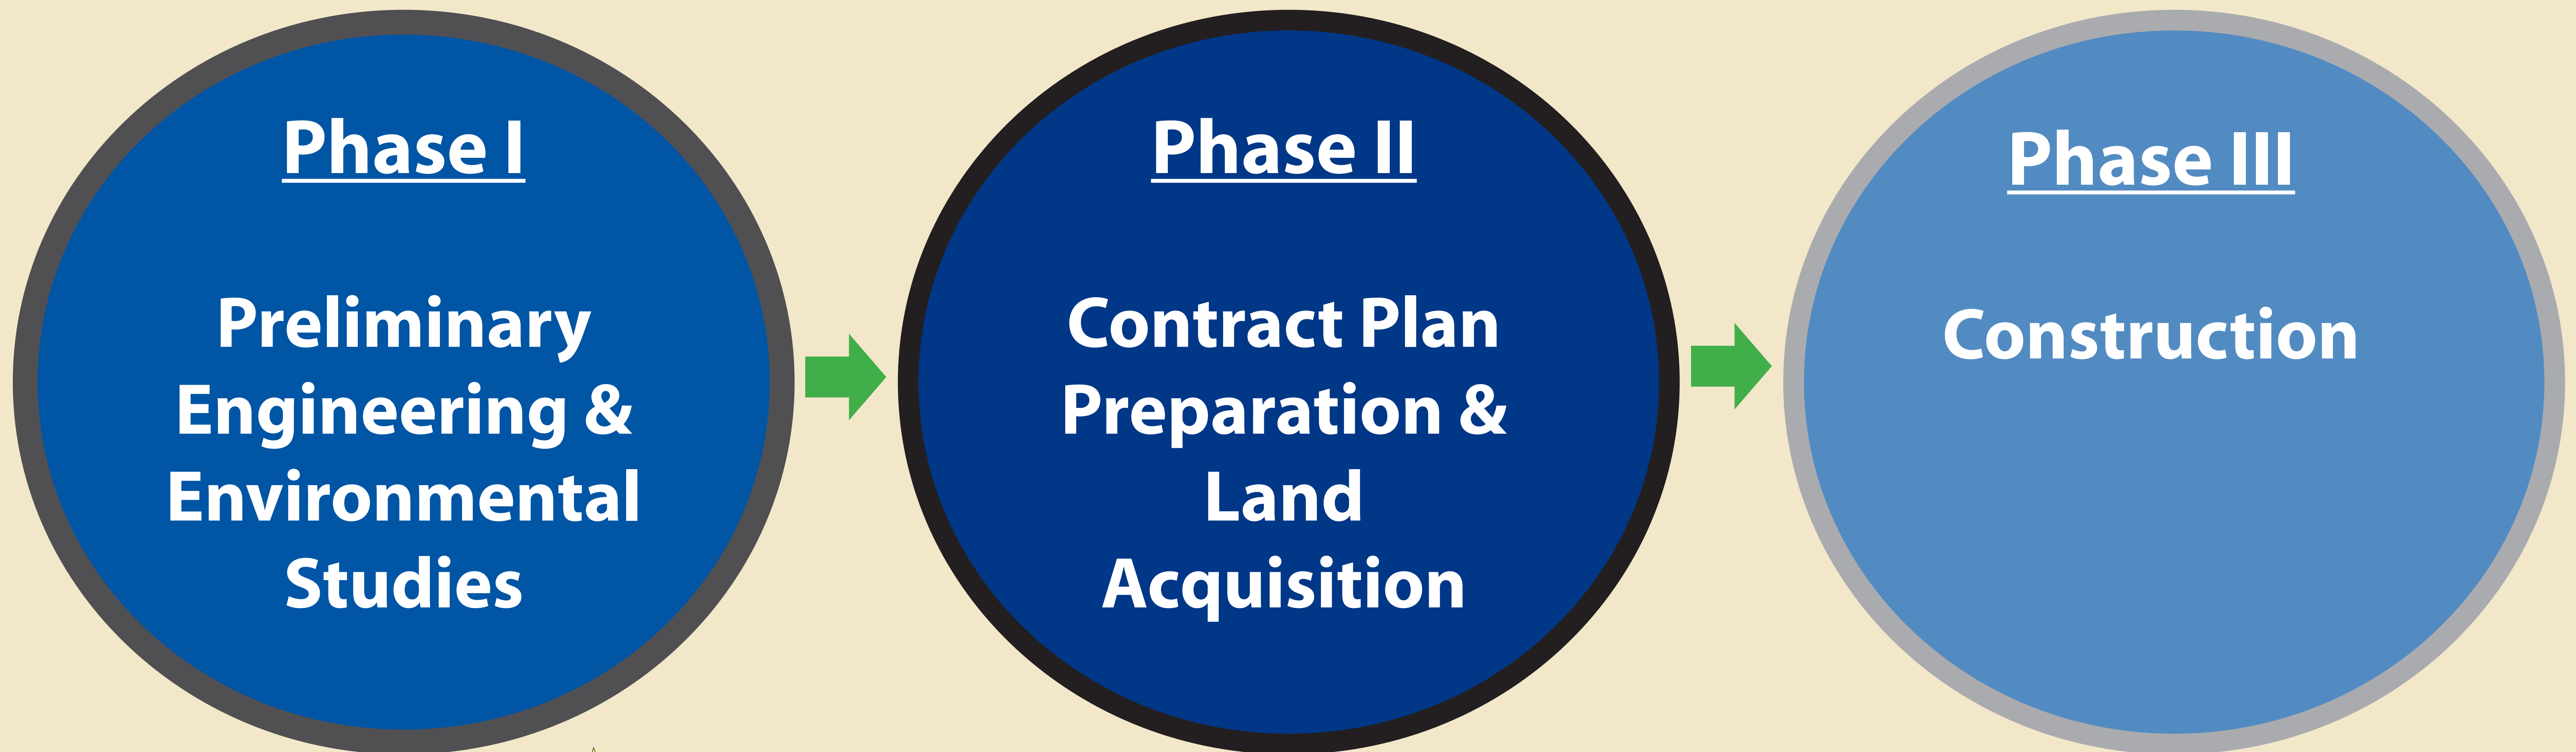 Phase I
Preliminary
Engineering &
Environmental
Studies
Phase II
Contract Plan
Preparation &
Land
Acquisition
Phase III
Construction